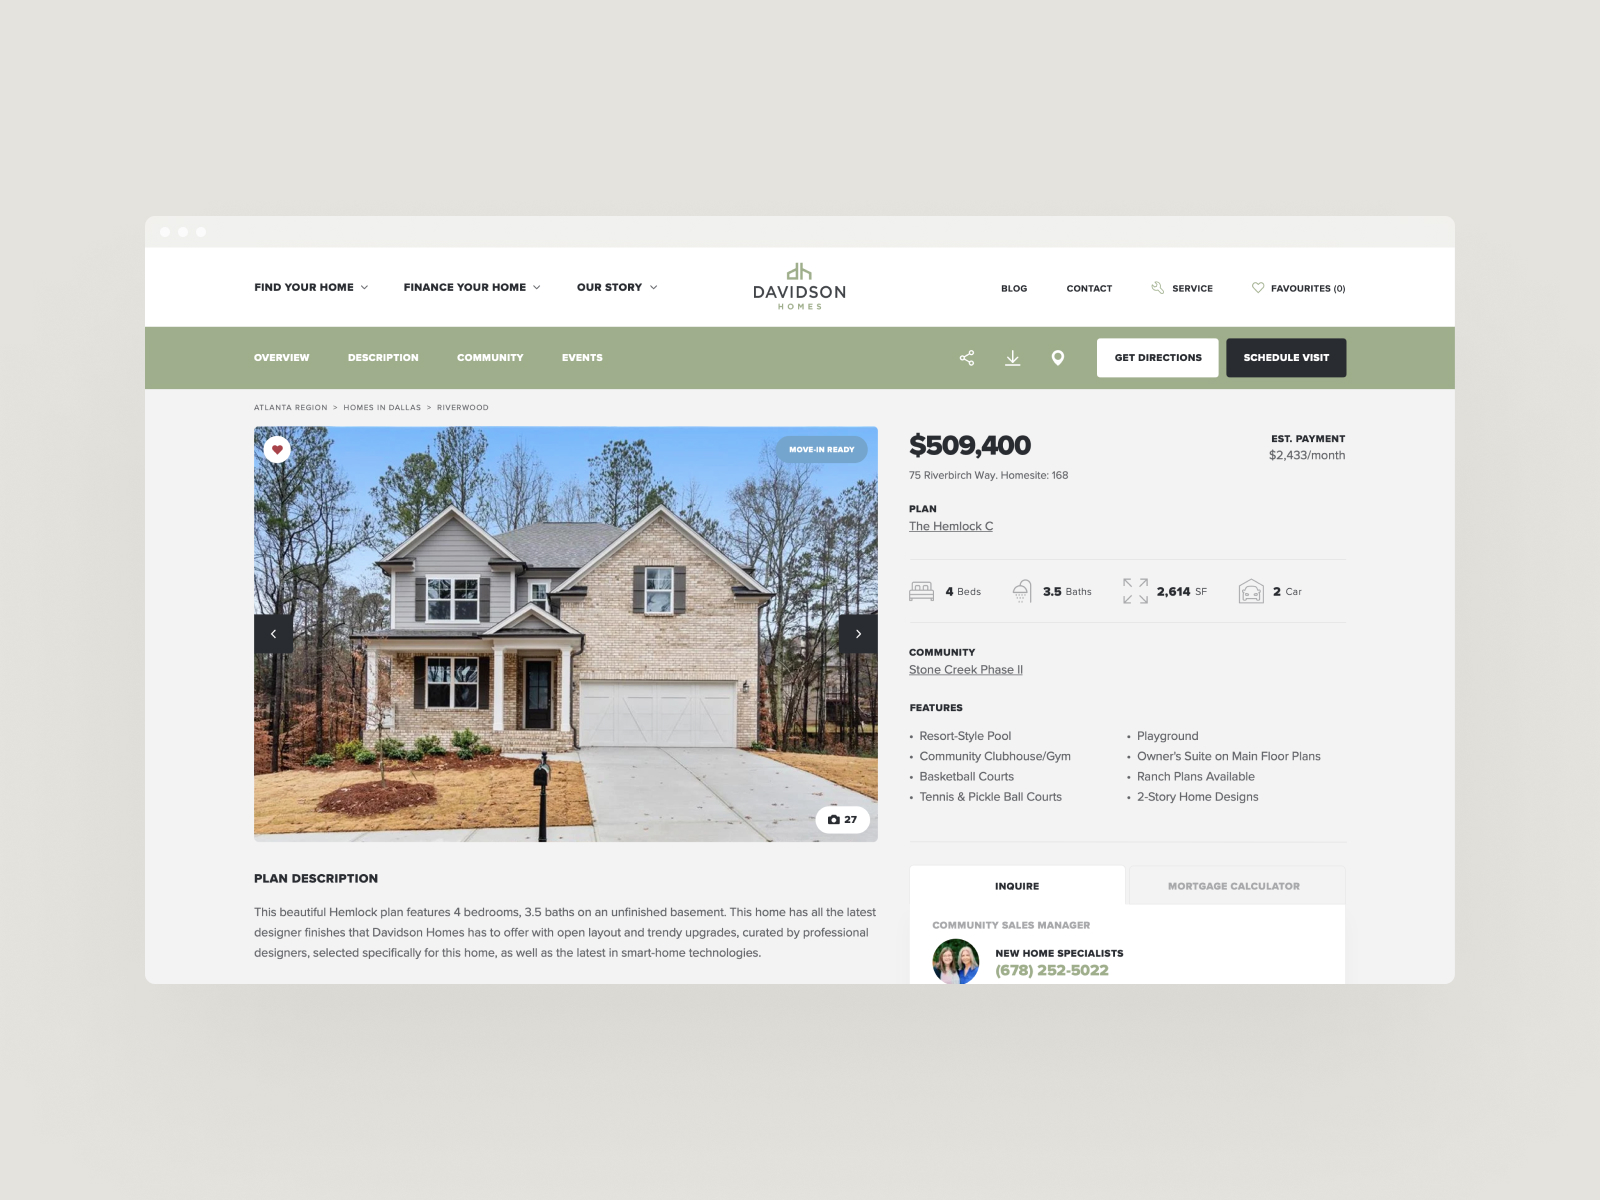 FIND YOUR HOME
FINANCE YOUR HOME
OUR STORY
dh
DAVIDSON
HOMES
BLOG
CONTACT
SERVICE
FAVOURITES (0)
OVERVIEW
DESCRIPTION
COMMUNITY
EVENTS
GET DIRECTIONS
SCHEDULE VISIT
ATLANTA REGION > HOMES IN DALLAS > RIVERWOOD
MOVE-IN READY
27
$509,400
EST. PAYMENT
$2,433/month
75 Riverbirch Way. Homesite: 168
PLAN
The Hemlock C
4 Beds
3.5 Baths
2,614 SF
2 Car
COMMUNITY
Stone Creek Phase II
FEATURES
• Resort-Style Pool
• Community Clubhouse/Gym
• Basketball Courts
• Tennis & Pickle Ball Courts
• Playground
• Owner's Suite on Main Floor Plans
• Ranch Plans Available
• 2-Story Home Designs
PLAN DESCRIPTION
This beautiful Hemlock plan features 4 bedrooms, 3.5 baths on an unfinished basement. This home has all the latest
designer finishes that Davidson Homes has to offer with open layout and trendy upgrades, curated by professional
designers, selected specifically for this home, as well as the latest in smart-home technologies.
INQUIRE
MORTGAGE CALCULATOR
COMMUNITY SALES MANAGER
NEW HOME SPECIALISTS
(678) 252-5022